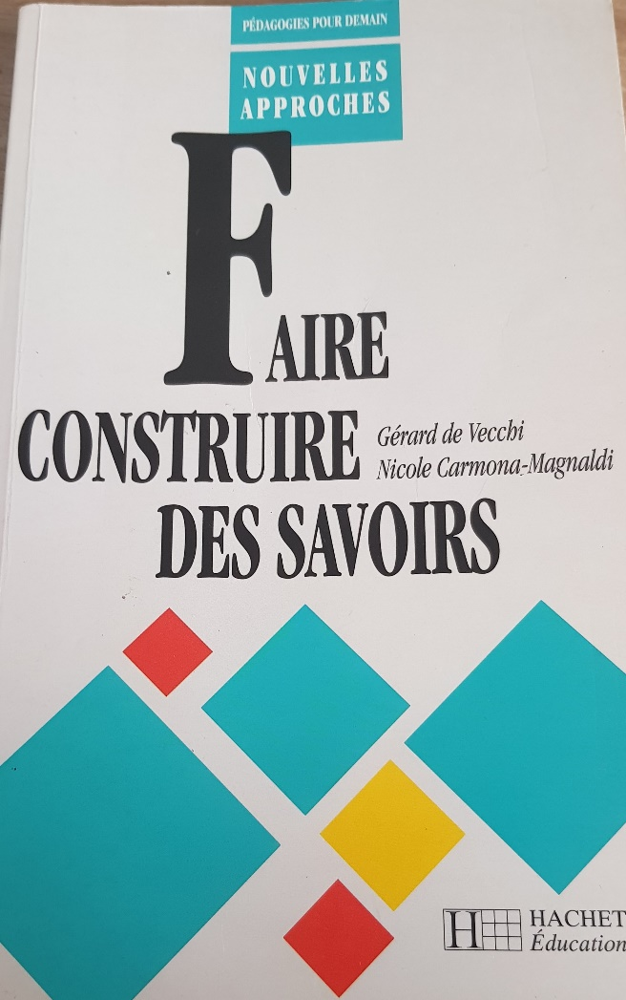 PÉDAGOGIES POUR DEMAIN
NOUVELLES
APPROCHES
FAIRE
CONSTRUIRE
Gérard de Vecchi
Nicole Carmona-Magnaldi
DES SAVOIRS
H
HACHET
Éducation